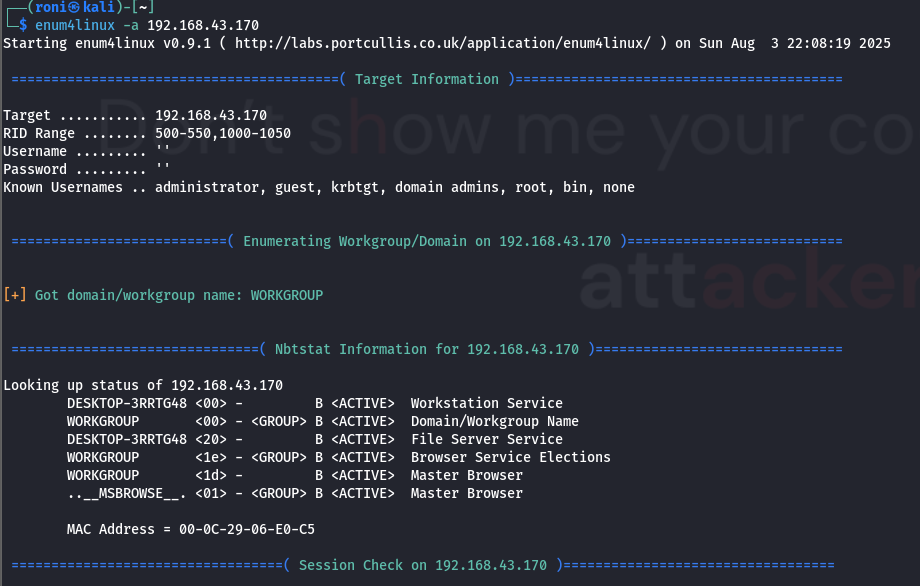 ┌──(roni㉿kali)-[~]
└─$ enum4linux -a 192.168.43.170
Starting enum4linux v0.9.1 ( http://labs.portcullis.co.uk/application/enum4linux/ ) on Sun Aug  3 22:08:19 2025
=========================================( Target Information )=========================================
Target ........... 192.168.43.170
RID Range ........ 500-550,1000-1050
Username ......... ''
Password ......... ''
Known Usernames .. administrator, guest, krbtgt, domain admins, root, bin, none
===========================( Enumerating Workgroup/Domain on 192.168.43.170 )===========================
[+] Got domain/workgroup name: WORKGROUP
===============================( Nbtstat Information for 192.168.43.170 )===============================
Looking up status of 192.168.43.170
DESKTOP-3RRTG48 <00> -         B <ACTIVE>  Workstation Service
WORKGROUP       <00> - <GROUP> B <ACTIVE>  Domain/Workgroup Name
DESKTOP-3RRTG48 <20> -         B <ACTIVE>  File Server Service
WORKGROUP       <1e> - <GROUP> B <ACTIVE>  Browser Service Elections
WORKGROUP       <1d> -         B <ACTIVE>  Master Browser
..__MSBROWSE__. <01> - <GROUP> B <ACTIVE>  Master Browser
MAC Address = 00-0C-29-06-E0-C5
==================================( Session Check on 192.168.43.170 )==================================
Don't show me your co
attacker